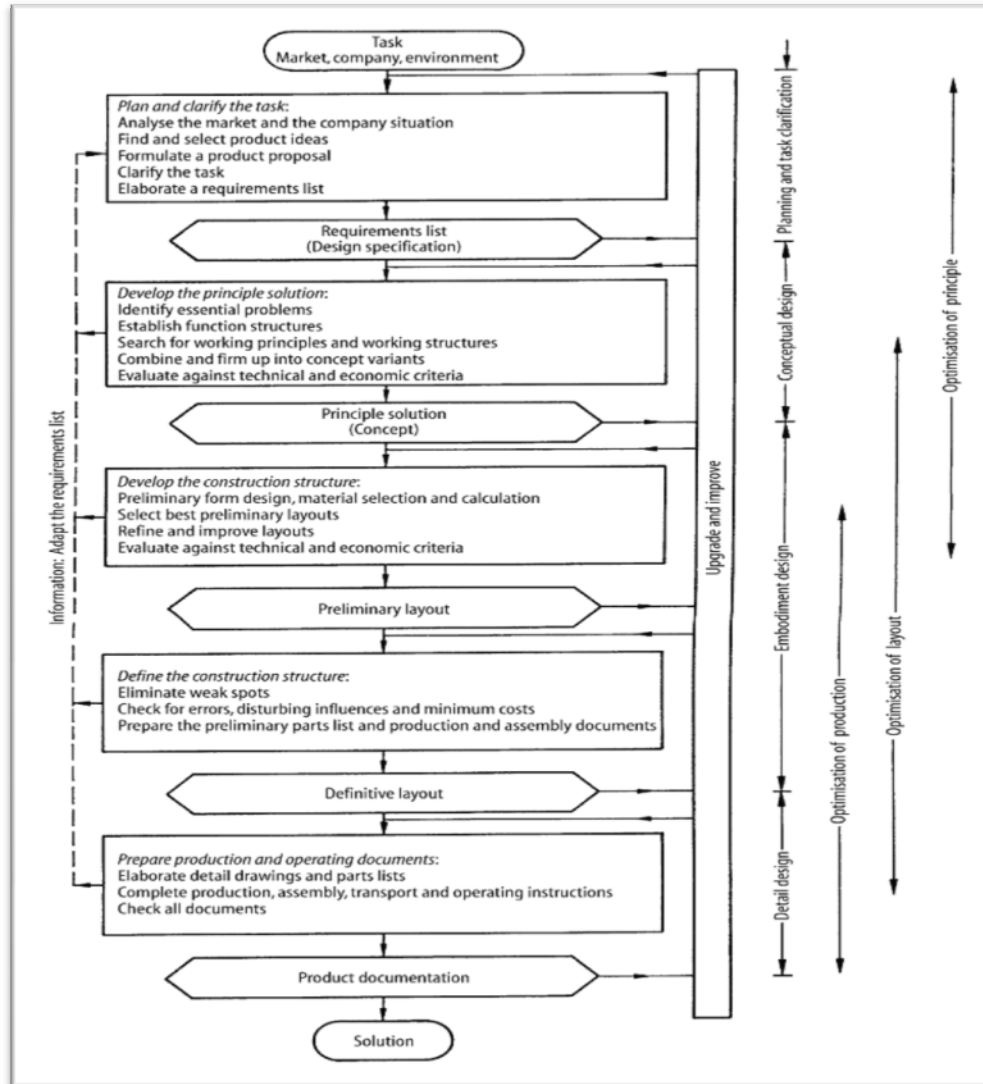 Task
Market, company, environment
Plan and clarify the task:
Analyse the market and the company situation
Find and select product ideas
Formulate a product proposal
Clarify the task
Elaborate a requirements list
Requirements list
(Design specification)
Develop the principle solution:
Identify essential problems
Establish function structures
Search for working principles and working structures
Combine and firm up into concept variants
Evaluate against technical and economic criteria
Principle solution
(Concept)
Develop the construction structure:
Preliminary form design, material selection and calculation
Select best preliminary layouts
Refine and improve layouts
Evaluate against technical and economic criteria
Preliminary layout
Define the construction structure:
Eliminate weak spots
Check for errors, disturbing influences and minimum costs
Prepare the preliminary parts list and production and assembly documents
Definitive layout
Prepare production and operating documents:
Elaborate detail drawings and parts lists
Complete production, assembly, transport and operating instructions
Check all documents
Product documentation
Solution
Information: Adapt the requirements list
Upgrade and improve
Planning and task clarification
Conceptual design
Embodiment design
Detail design
Optimisation of production
Optimisation of layout
Optimisation of principle